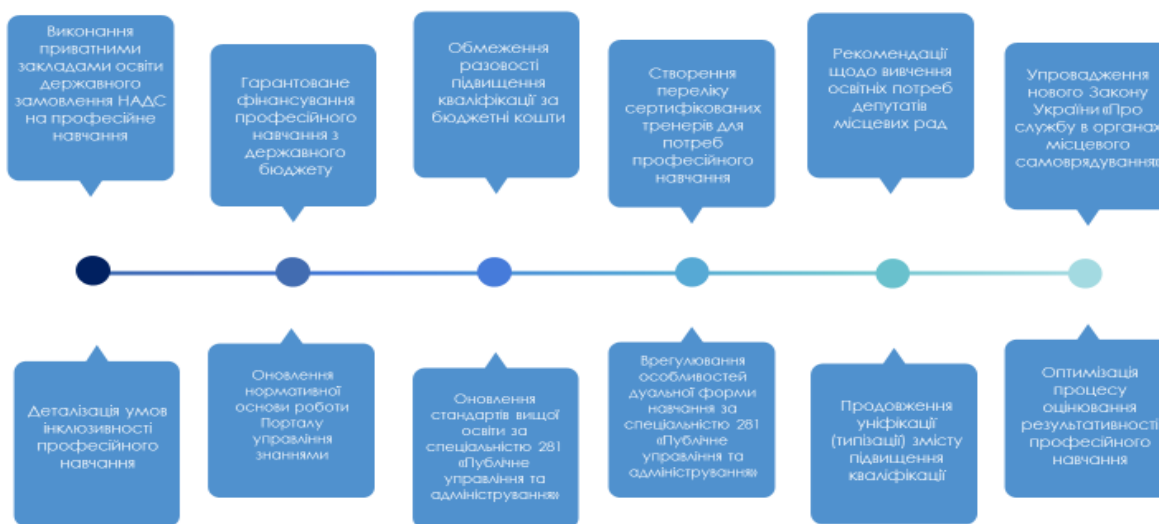 Виконання
приватними
закладами освіти
державного
замовлення НАДС
на професійне
навчання
Гарантоване
фінансування
професійного
навчання з
державного
бюджету
Обмеження
разовості
підвищення
кваліфікації за
бюджетні кошти
Створення
переліку
сертифікованих
тренерів для
потреб
професійного
навчання
Рекомендації
щодо вивчення
освітніх потреб
депутатів
місцевих рад
Упровадження
нового Закону
України «Про
службу в органах
місцевого
самоврядування»
Деталізація умов
інклюзивності
професійного
навчання
Оновлення
нормативної
основи роботи
Порталу
управління
знаннями
Оновлення
стандартів вищої
освіти за
спеціальністю 281
«Публічне
управління та
адміністрування»
Врегулювання
особливостей
дуальної форми
навчання за
спеціальністю 281
«Публічне
управління та
адміністрування»
Продовження
уніфікації
(типізації) змісту
підвищення
кваліфікації
Оптимізація
процесу
оцінювання
результативності
професійного
навчання